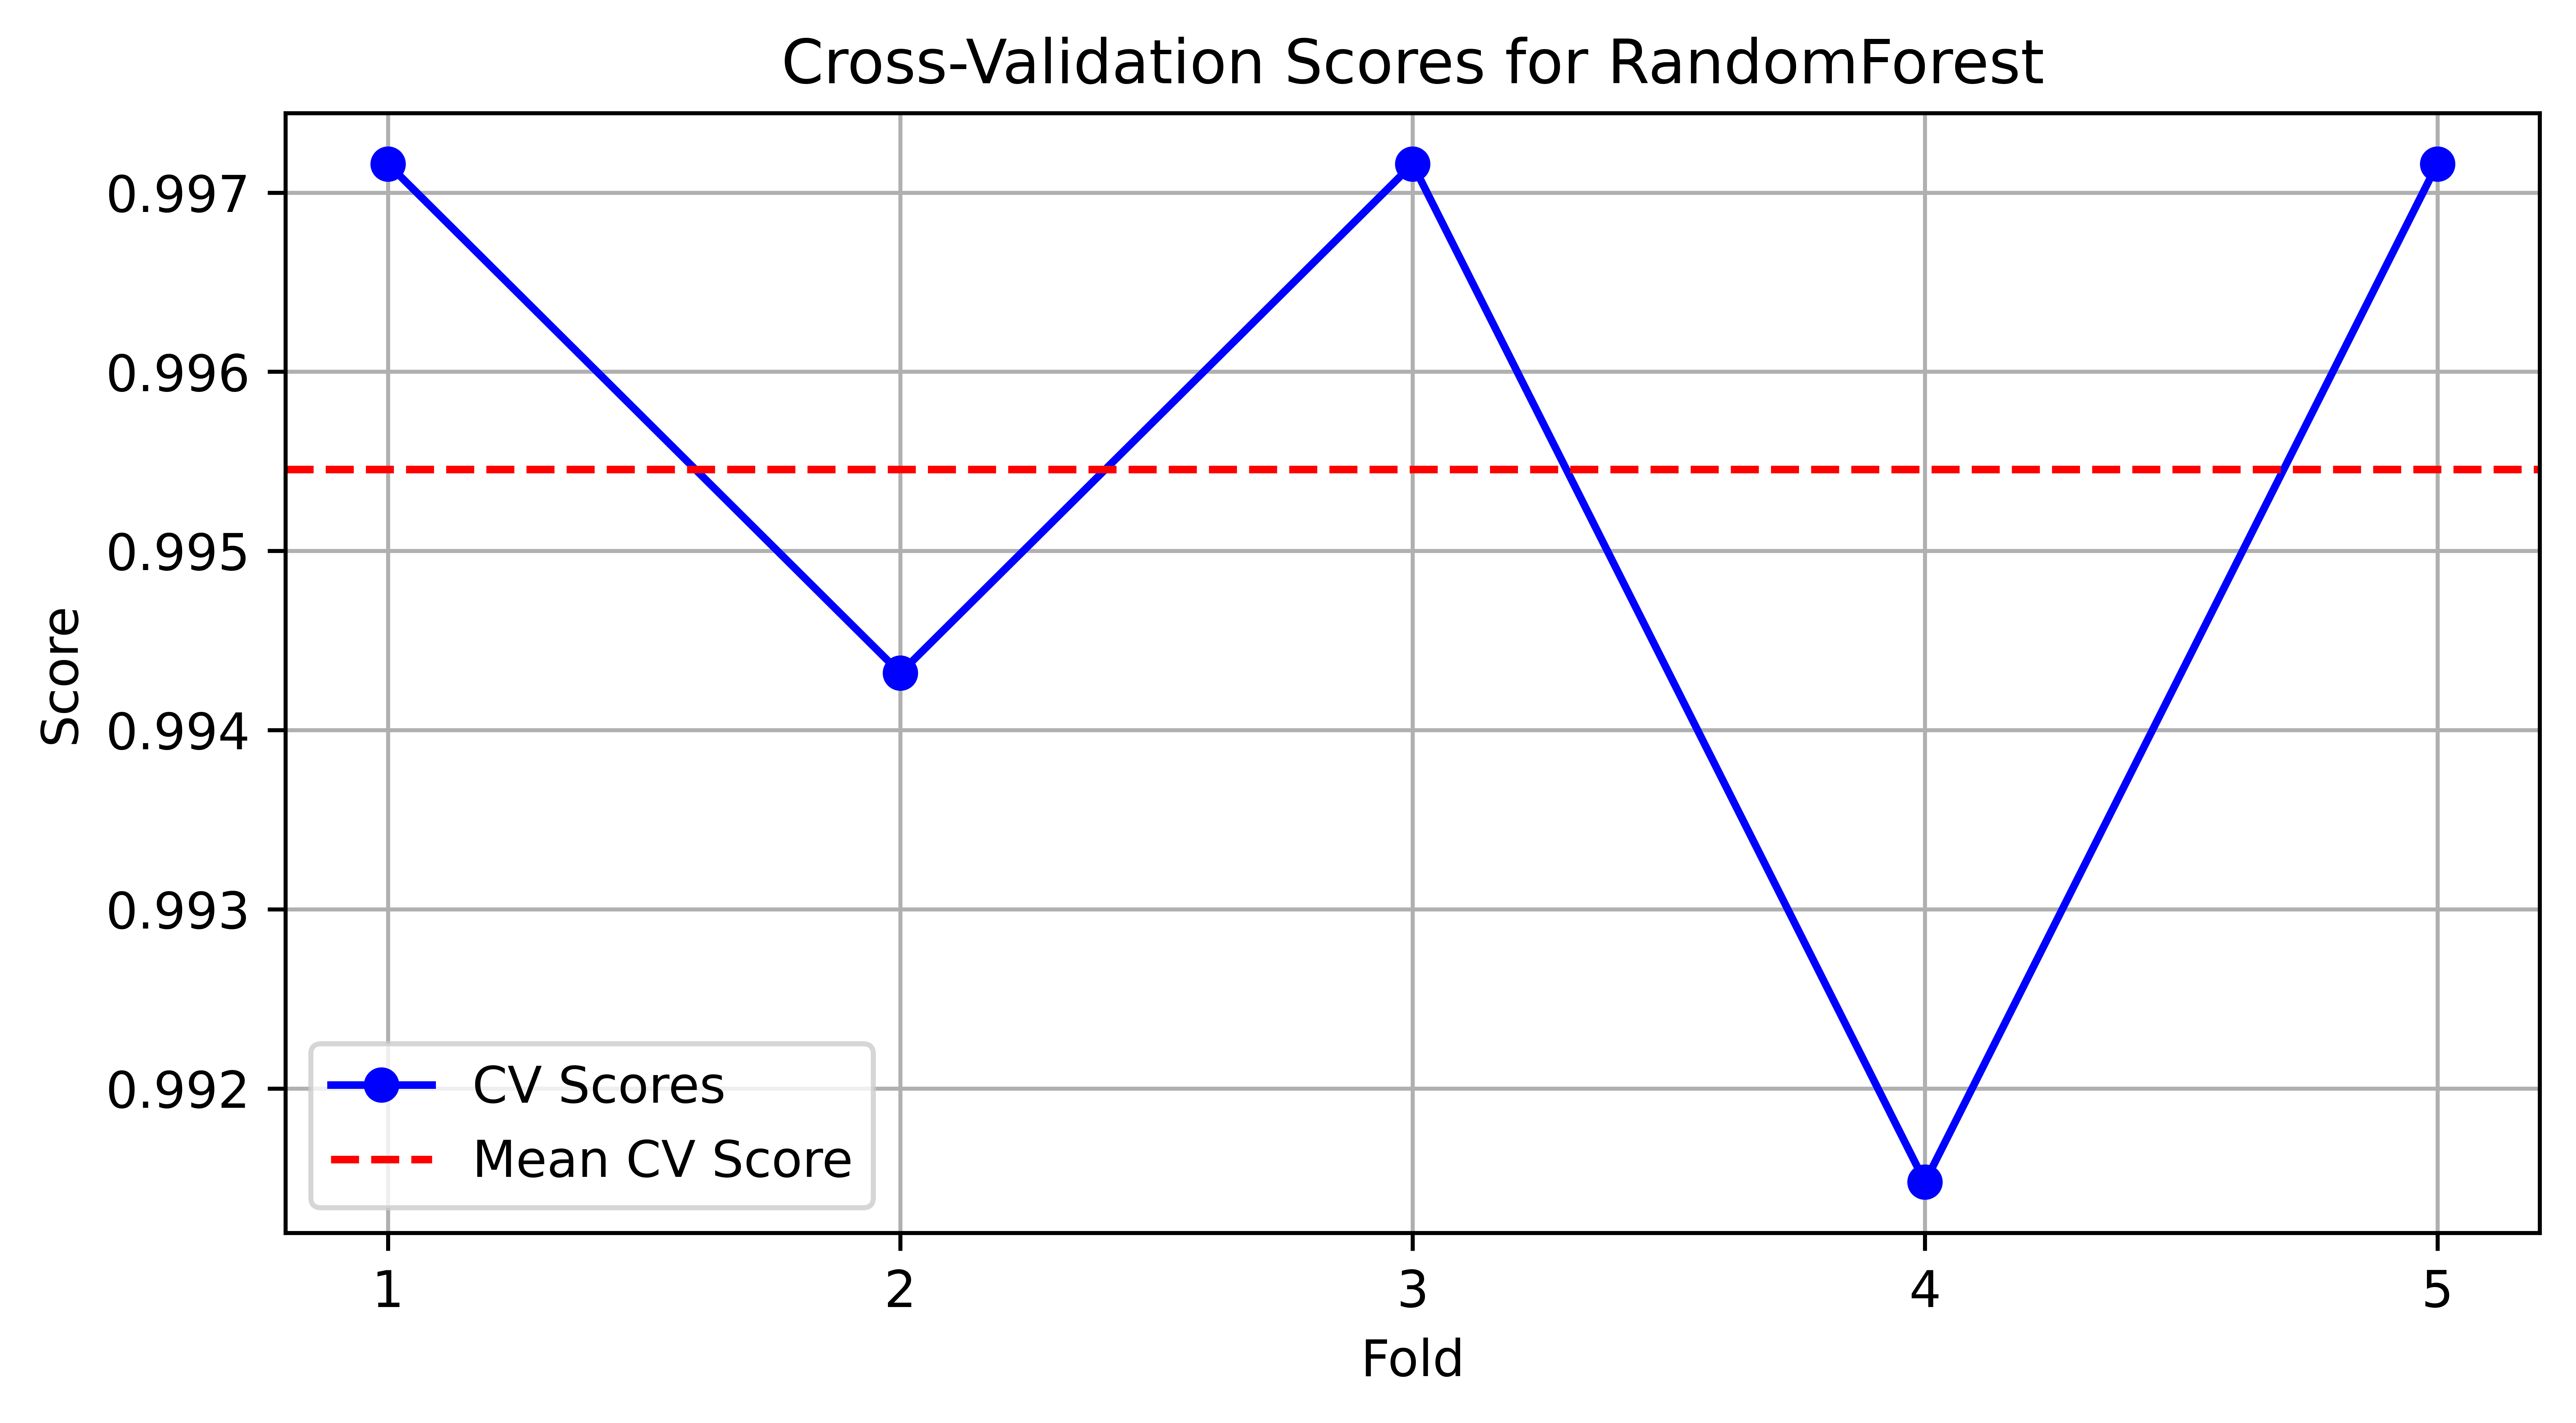 Cross-Validation Scores for RandomForest
0.997
0.996
0.995
0.994
0.993
0.992
Score
CV Scores
Mean CV Score
1 2 3 4 5
Fold